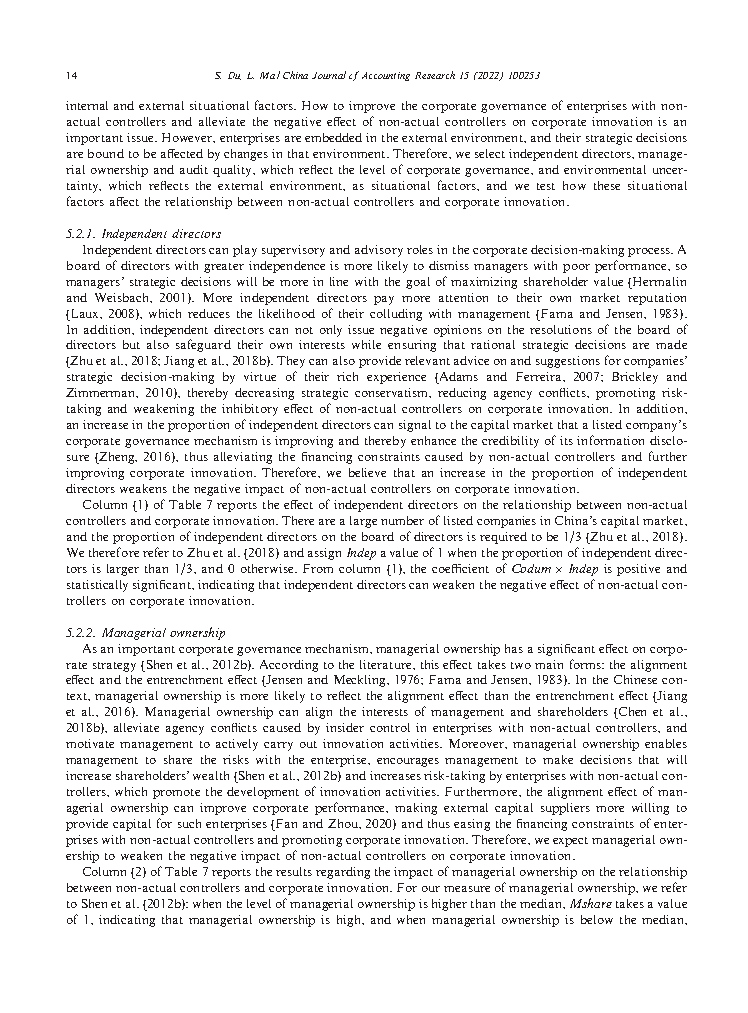 14
S. Du, L. Ma / China Journal of Accounting Research 15 (2022) 100253
internal and external situational factors. How to improve the corporate governance of enterprises with non-
actual controllers and alleviate the negative effect of non-actual controllers on corporate innovation is an
important issue. However, enterprises are embedded in the external environment, and their strategic decisions
are bound to be affected by changes in that environment. Therefore, we select independent directors, manage-
rial ownership and audit quality, which reflect the level of corporate governance, and environmental uncer-
tainty, which reflects the external environment, as situational factors, and we test how these situational
factors affect the relationship between non-actual controllers and corporate innovation.
5.2.1. Independent directors
Independent directors can play supervisory and advisory roles in the corporate decision-making process. A
board of directors with greater independence is more likely to dismiss managers with poor performance, so
managers' strategic decisions will be more in line with the goal of maximizing shareholder value (Hermalin
and Weisbach, 2001). More independent directors pay more attention to their own market reputation
(Laux, 2008), which reduces the likelihood of their colluding with management (Fama and Jensen, 1983).
In addition, independent directors can not only issue negative opinions on the resolutions of the board of
directors but also safeguard their own interests while ensuring that rational strategic decisions are made
(Zhu et al., 2018; Jiang et al., 2018b). They can also provide relevant advice on and suggestions for companies'
strategic decision-making by virtue of their rich experience (Adams and Ferreira, 2007; Brickley and
Zimmerman, 2010), thereby decreasing strategic conservatism, reducing agency conflicts, promoting risk-
taking and weakening the inhibitory effect of non-actual controllers on corporate innovation. In addition,
an increase in the proportion of independent directors can signal to the capital market that a listed company's
corporate governance mechanism is improving and thereby enhance the credibility of its information disclo-
sure (Zheng, 2016), thus alleviating the financing constraints caused by non-actual controllers and further
improving corporate innovation. Therefore, we believe that an increase in the proportion of independent
directors weakens the negative impact of non-actual controllers on corporate innovation.
Column (1) of Table 7 reports the effect of independent directors on the relationship between non-actual
controllers and corporate innovation. There are a large number of listed companies in China's capital market,
and the proportion of independent directors on the board of directors is required to be 1/3 (Zhu et al., 2018).
We therefore refer to Zhu et al. (2018) and assign Indep a value of 1 when the proportion of independent direc-
tors is larger than 1/3, and 0 otherwise. From column (1), the coefficient of Codum × Indep is positive and
statistically significant, indicating that independent directors can weaken the negative effect of non-actual con-
trollers on corporate innovation.
5.2.2. Managerial ownership
As an important corporate governance mechanism, managerial ownership has a significant effect on corpo-
rate strategy (Shen et al., 2012b). According to the literature, this effect takes two main forms: the alignment
effect and the entrenchment effect (Jensen and Meckling, 1976; Fama and Jensen, 1983). In the Chinese con-
text, managerial ownership is more likely to reflect the alignment effect than the entrenchment effect (Jiang
et al., 2016). Managerial ownership can align the interests of management and shareholders (Chen et al.,
2018b), alleviate agency conflicts caused by insider control in enterprises with non-actual controllers, and
motivate management to actively carry out innovation activities. Moreover, managerial ownership enables
management to share the risks with the enterprise, encourages management to make decisions that will
increase shareholders' wealth (Shen et al., 2012b) and increases risk-taking by enterprises with non-actual con-
trollers, which promote the development of innovation activities. Furthermore, the alignment effect of man-
agerial ownership can improve corporate performance, making external capital suppliers more willing to
provide capital for such enterprises (Fan and Zhou, 2020) and thus easing the financing constraints of enter-
prises with non-actual controllers and promoting corporate innovation. Therefore, we expect managerial own-
ership to weaken the negative impact of non-actual controllers on corporate innovation.
Column (2) of Table 7 reports the results regarding the impact of managerial ownership on the relationship
between non-actual controllers and corporate innovation. For our measure of managerial ownership, we refer
to Shen et al. (2012b): when the level of managerial ownership is higher than the median, Mshare takes a value
of 1, indicating that managerial ownership is high, and when managerial ownership is below the median,